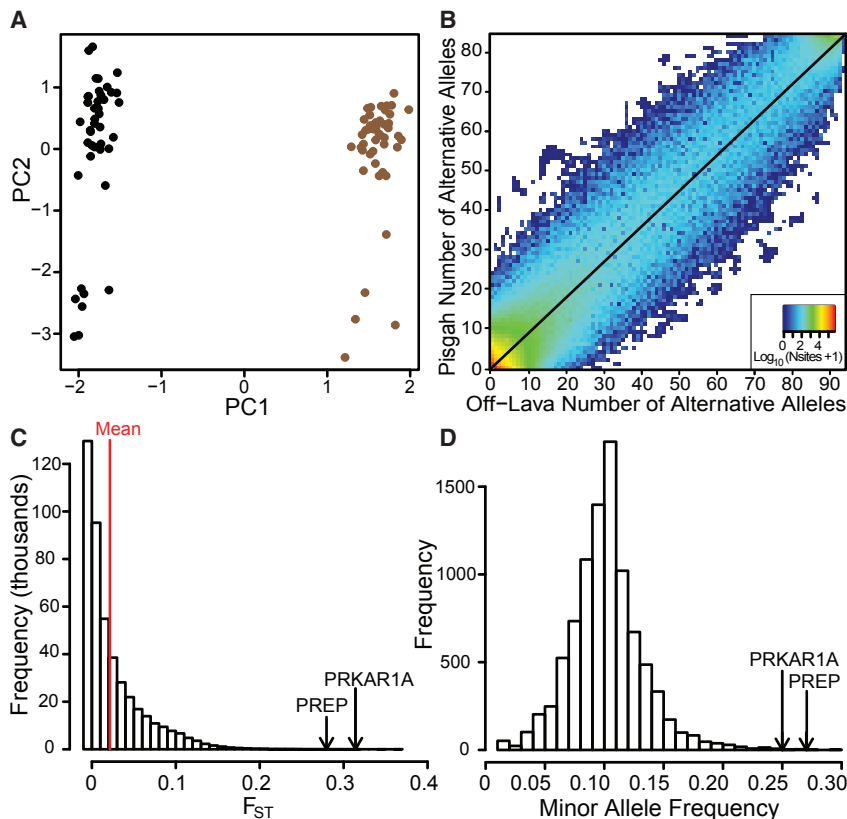 A
PC2
1
0
−1
−2
−3
−2
−1
0
1
2
PC1
B
Pisgah Number of Alternative Alleles
80
70
60
50
40
30
20
10
0
0 10 20 30 40 50 60 70 80 90
Off−Lava Number of Alternative Alleles
0 2 4
Log10 (Nsites +1)
C
Mean
Frequency (thousands)
120
100
80
60
40
20
0
PRKAR1A
PREP
0 0.1 0.2 0.3 0.4
FST
D
Frequency
1500
1000
500
0
PRKAR1A
PREP
0.05 0.10 0.15 0.20 0.25 0.30
Minor Allele Frequency